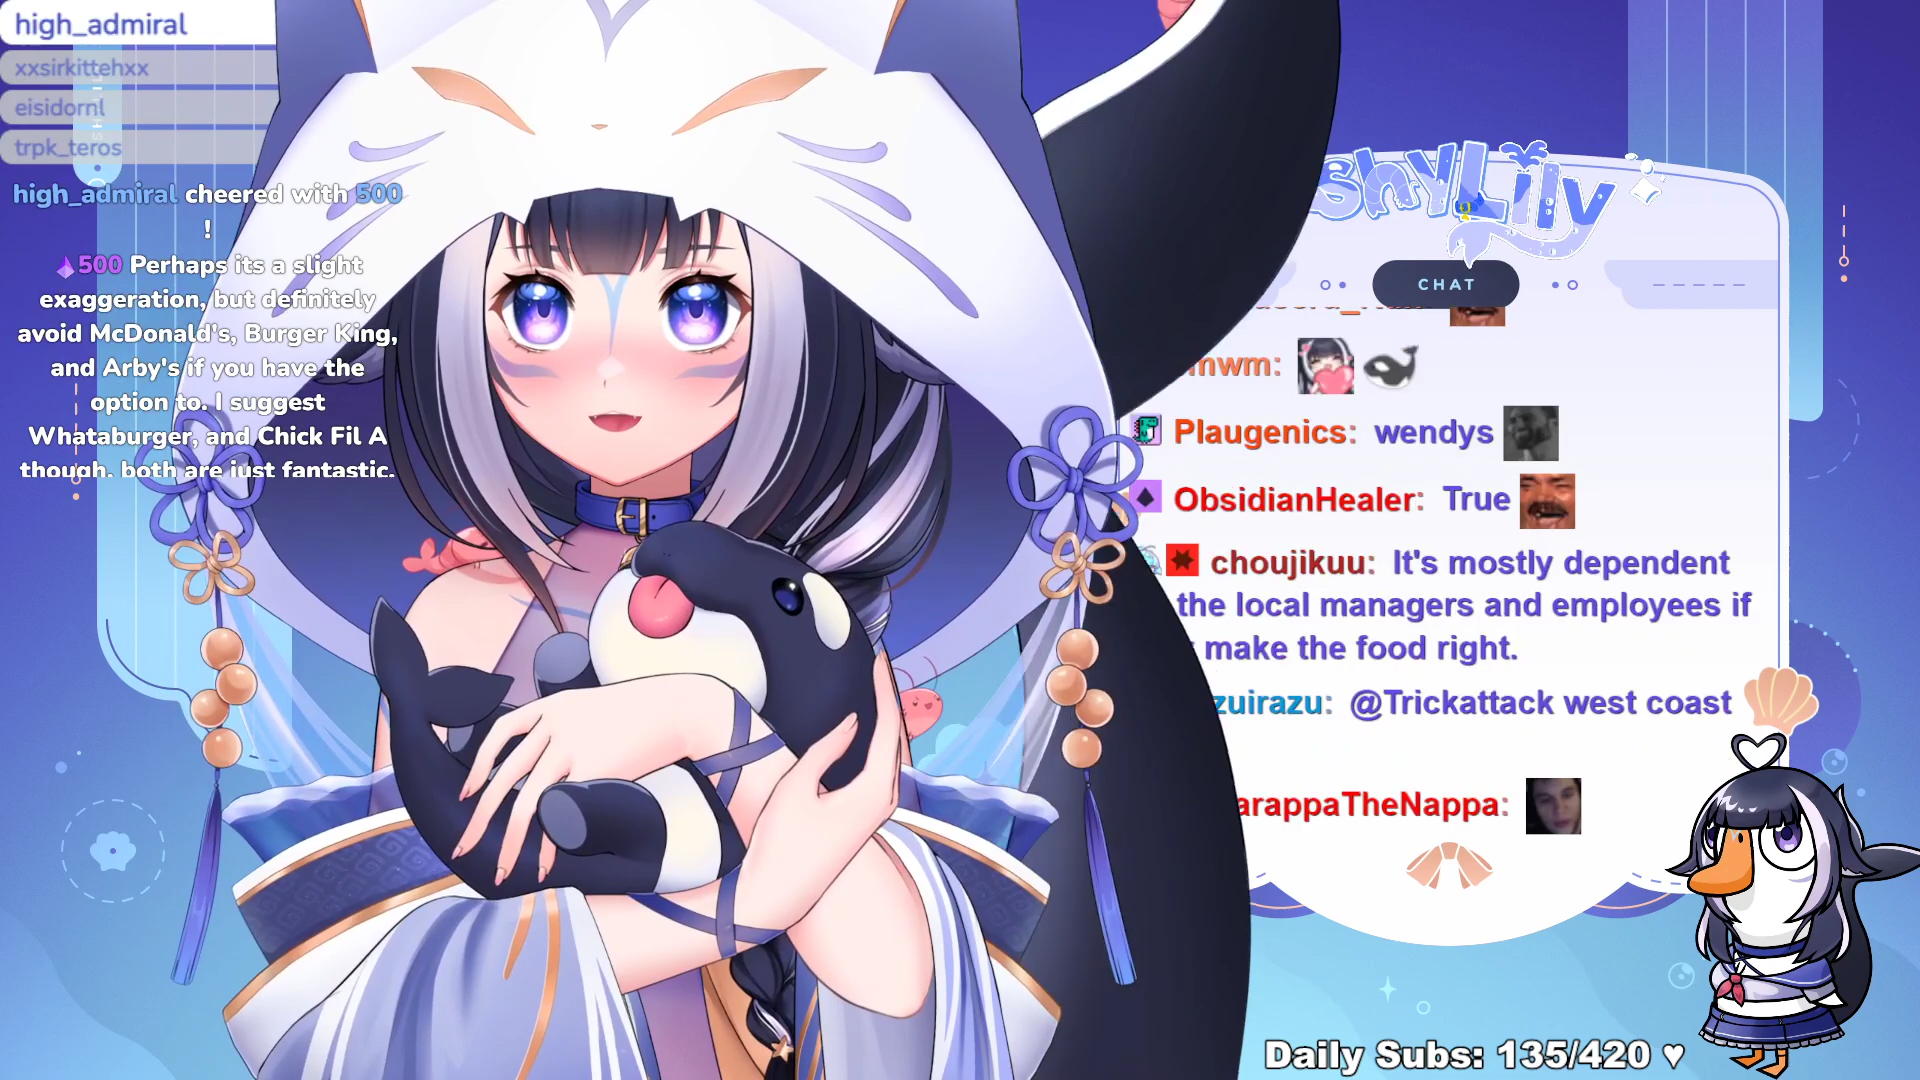 high_admiral
xxsirkittehxx
eisidornl
trpk_teros
high_admiral cheered with 500
!
500 Perhaps its a slight
exaggeration, but definitely
avoid McDonald's, Burger King,
and Arby's if you have the
option to. I suggest
Whataburger, and Chick Fil A
though, both are just fantastic.
shyLily
CHAT
mwm:
Plaugenics: wendys
ObsidianHealer: True
choujikuu: It's mostly dependent
the local managers and employees if
make the food right.
zuirazu: @Trickattack west coast
arappaTheNappa:
Daily Subs: 135/420 ♥